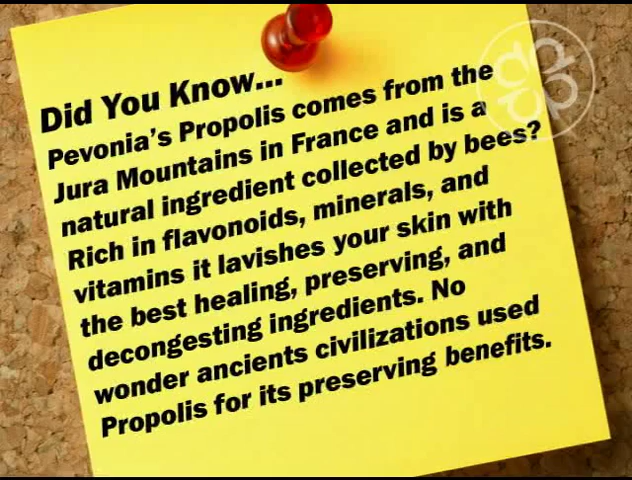 Did You Know...
Pevonia's Propolis comes from the
Jura Mountains in France and is a
natural ingredient collected by bees?
Rich in flavonoids, minerals, and
vitamins it lavishes your skin with
the best healing, preserving, and
decongesting ingredients. No
wonder ancients civilizations used
Propolis for its preserving benefits.